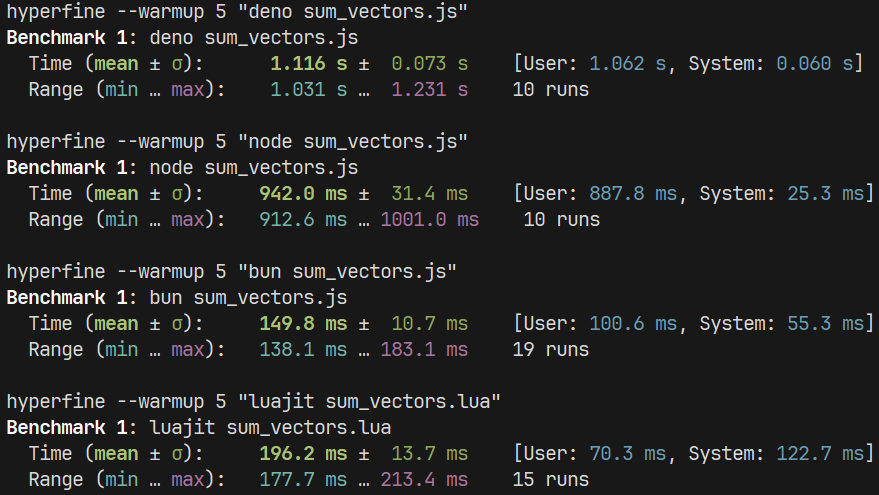 hyperfine --warmup 5 "deno sum_vectors.js"
Benchmark 1: deno sum_vectors.js
  Time (mean ± σ):      1.116 s ±  0.073 s    [User: 1.062 s, System: 0.060 s]
  Range (min … max):    1.031 s …  1.231 s    10 runs

hyperfine --warmup 5 "node sum_vectors.js"
Benchmark 1: node sum_vectors.js
  Time (mean ± σ):     942.0 ms ±  31.4 ms    [User: 887.8 ms, System: 25.3 ms]
  Range (min … max):   912.6 ms … 1001.0 ms    10 runs

hyperfine --warmup 5 "bun sum_vectors.js"
Benchmark 1: bun sum_vectors.js
  Time (mean ± σ):     149.8 ms ±  10.7 ms    [User: 100.6 ms, System: 55.3 ms]
  Range (min … max):   138.1 ms … 183.1 ms    19 runs

hyperfine --warmup 5 "luajit sum_vectors.lua"
Benchmark 1: luajit sum_vectors.lua
  Time (mean ± σ):     196.2 ms ±  13.7 ms    [User: 70.3 ms, System: 122.7 ms]
  Range (min … max):   177.7 ms … 213.4 ms    15 runs